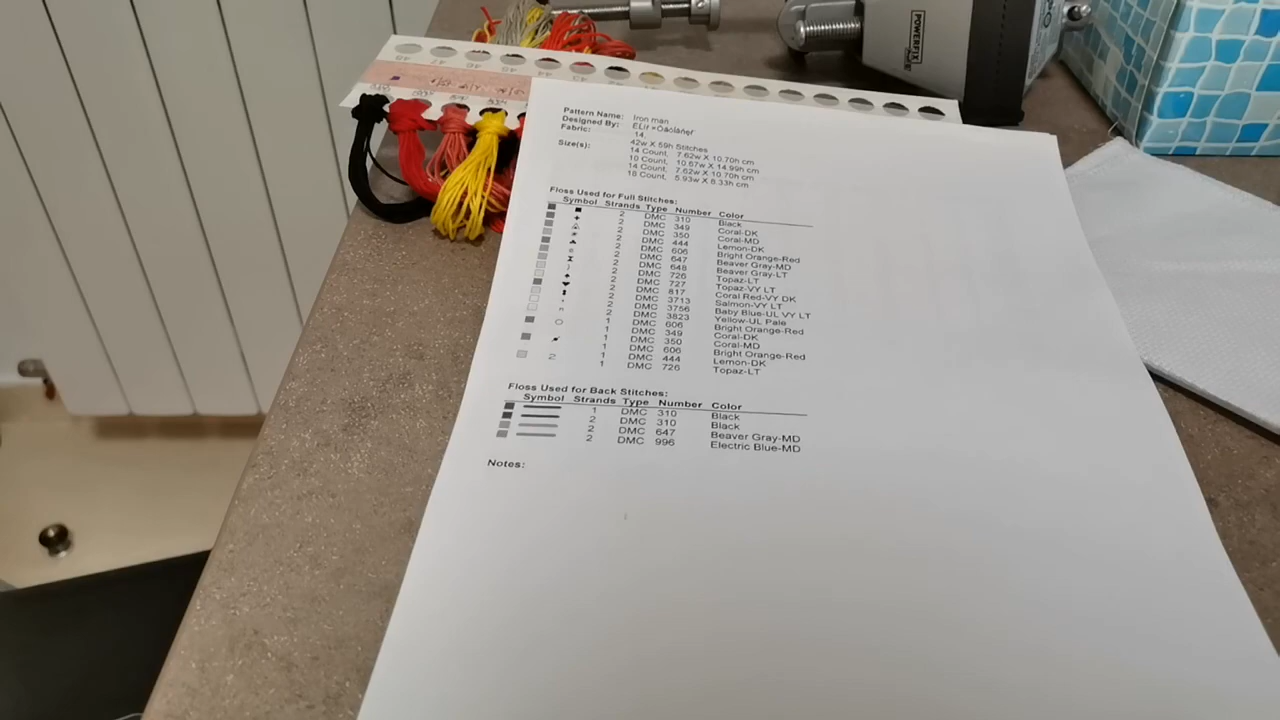 POWERFIX
Pattern Name: Iron man
Designed By:
Fabric: 14,
42w X 59h Stitches
Size(s): 14 Count, 7.62w X 10.70h cm
10 Count, 10.67w X 14.99h cm
14 Count, 7.62w X 10.70h cm
18 Count, 5.93w X 8.33h cm
Floss Used for Full Stitches:
Symbol Strands Type Number Color
2 DMC 310 Black
2 DMC 349 Coral-DK
2 DMC 350 Coral-MD
2 DMC 444 Lemon-DK
2 DMC 606 Bright Orange-Red
2 DMC 647 Beaver Gray-MD
2 DMC 648 Beaver Gray-LT
2 DMC 726 Topaz-LT
2 DMC 727 Topaz-VY LT
2 DMC 817 Coral Red-VY DK
2 DMC 3713 Salmon-VY LT
2 DMC 3756 Baby Blue-UL VY LT
2 DMC 3823 Yellow-UL Pale
1 DMC 606 Bright Orange-Red
1 DMC 349 Coral-DK
1 DMC 350 Coral-MD
1 DMC 606 Bright Orange-Red
1 DMC 444 Lemon-DK
1 DMC 726 Topaz-LT
Floss Used for Back Stitches:
Symbol Strands Type Number Color
1 DMC 310 Black
2 DMC 310 Black
2 DMC 647 Beaver Gray-MD
2 DMC 996 Electric Blue-MD
Notes: